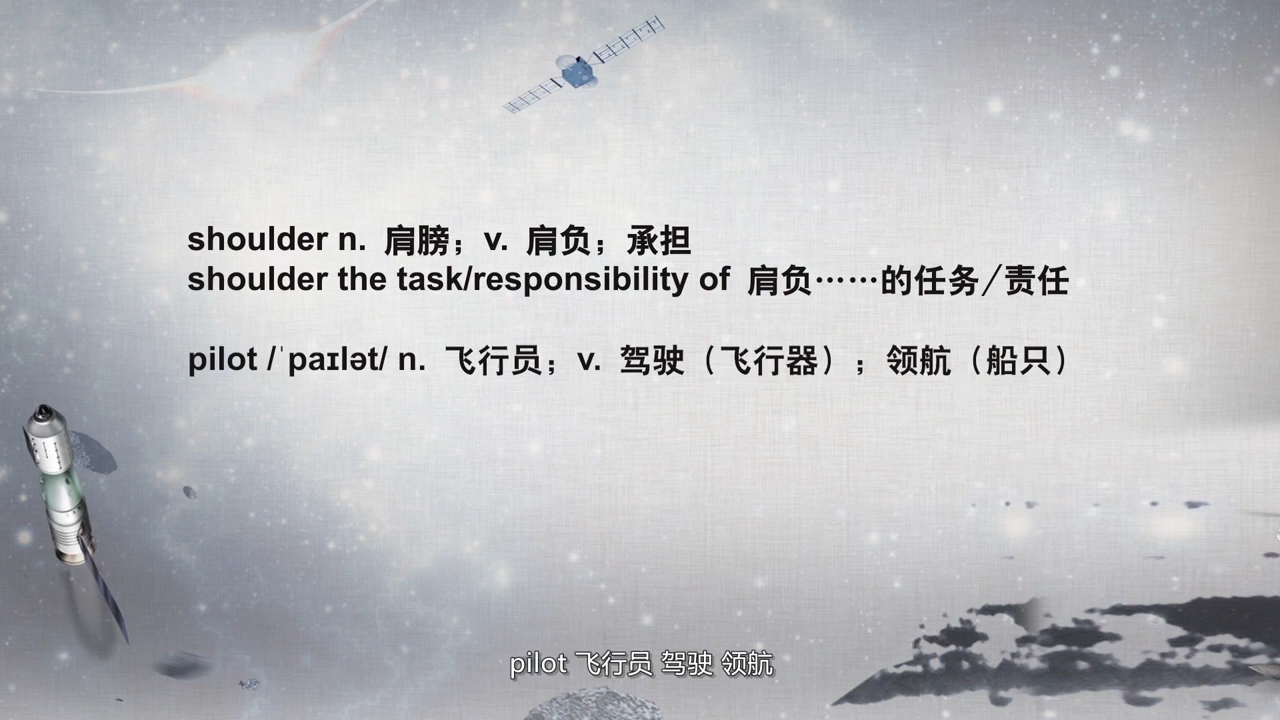 shoulder n. 肩膀；v. 肩负；承担
shoulder the task/responsibility of 肩负……的任务/责任
pilot /ˈpaɪlət/ n. 飞行员；v. 驾驶（飞行器）；领航（船只）
pilot 飞行员 驾驶 领航